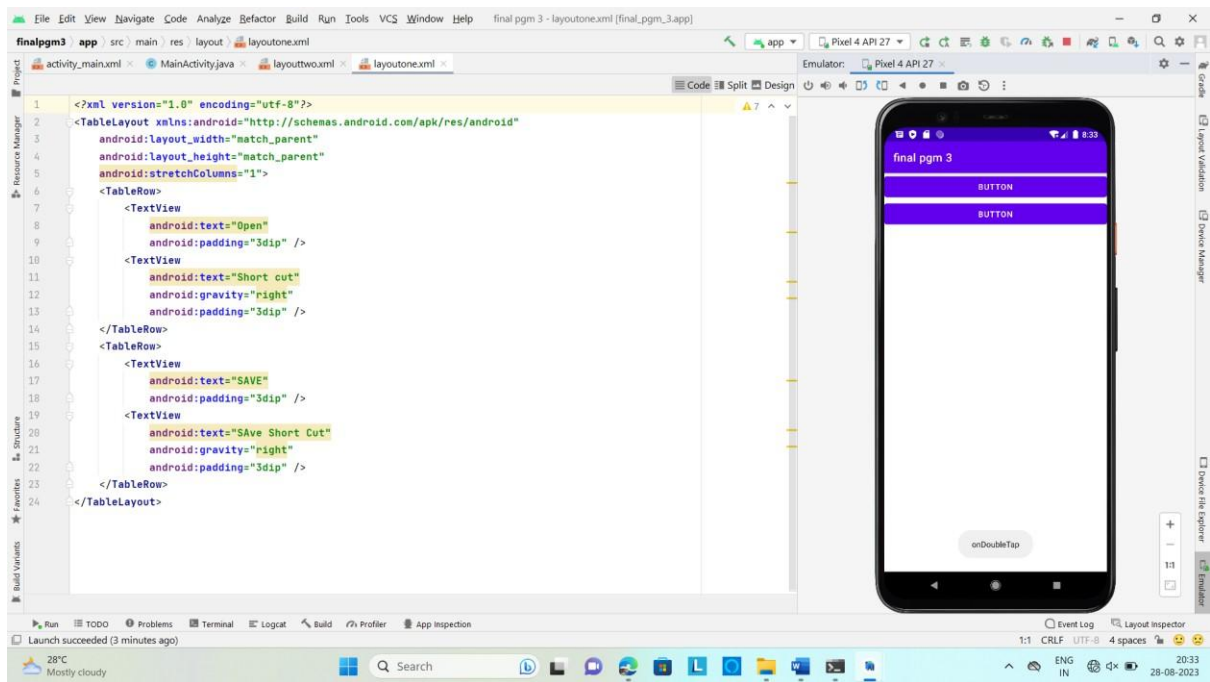 File Edit View Navigate Code Analyze Refactor Build Run Tools VCS Window Help final pgm 3 - layoutone.xml [final_pgm_3.app]
finalpgm3 app src main res layout layoutone.xml app Pixel 4 API 27
activity_main.xml MainActivity.java layouttwo.xml layoutone.xml Emulator: Pixel 4 API 27
Code Split Design
7
1 <?xml version="1.0" encoding="utf-8"?>
2 <TableLayout xmlns:android="http://schemas.android.com/apk/res/android"
3 android:layout_width="match_parent"
4 android:layout_height="match_parent"
5 android:stretchColumns="1">
6 <TableRow>
7 <TextView
8 android:text="Open"
9 android:padding="3dip" />
10 <TextView
11 android:text="Short cut"
12 android:gravity="right"
13 android:padding="3dip" />
14 </TableRow>
15 <TableRow>
16 <TextView
17 android:text="SAVE"
18 android:padding="3dip" />
19 <TextView
20 android:text="SAve Short Cut"
21 android:gravity="right"
22 android:padding="3dip" />
23 </TableRow>
24 </TableLayout>
8:33
final pgm 3
BUTTON
BUTTON
onDoubleTap
1:1
Project
Resource Manager
Structure
Favorites
Build Variants
Gradle
Layout Validation
Device Manager
Device File Explorer
Emulator
Run TODO Problems Terminal Logcat Build Profiler App Inspection Event Log Layout Inspector
Launch succeeded (3 minutes ago) 1:1 CRLF UTF-8 4 spaces
28°C
Mostly cloudy
Search
ENG
IN
20:33
28-08-2023